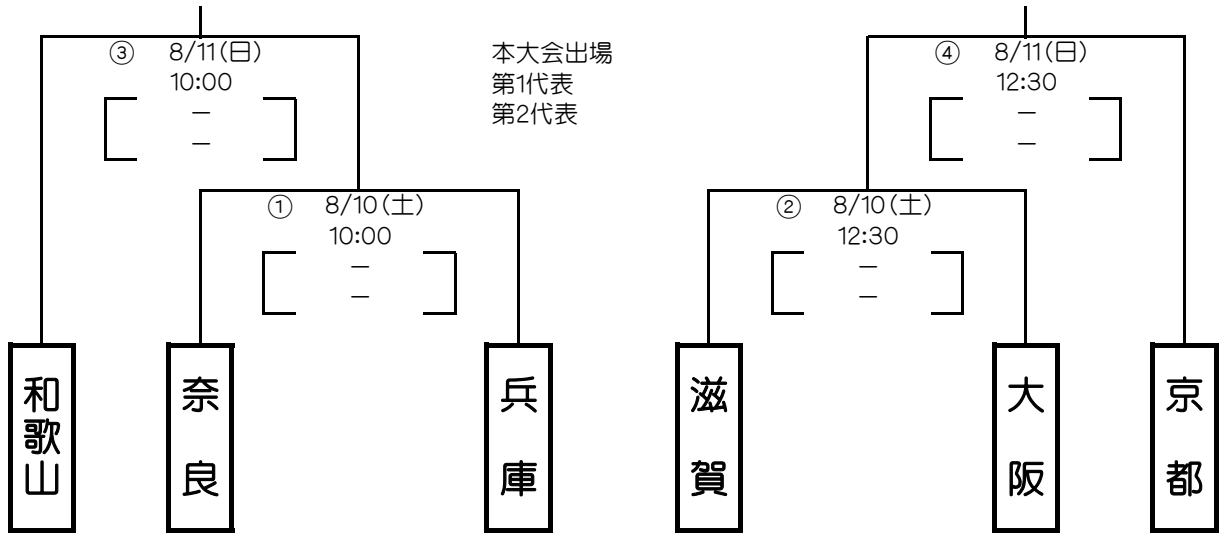 ③ 8/11(日)
10:00
－
－
本大会出場
第1代表
第2代表
④ 8/11(日)
12:30
－
－
① 8/10(土)
10:00
－
－
② 8/10(土)
12:30
－
－
和歌山
奈良
兵庫
滋賀
大阪
京都